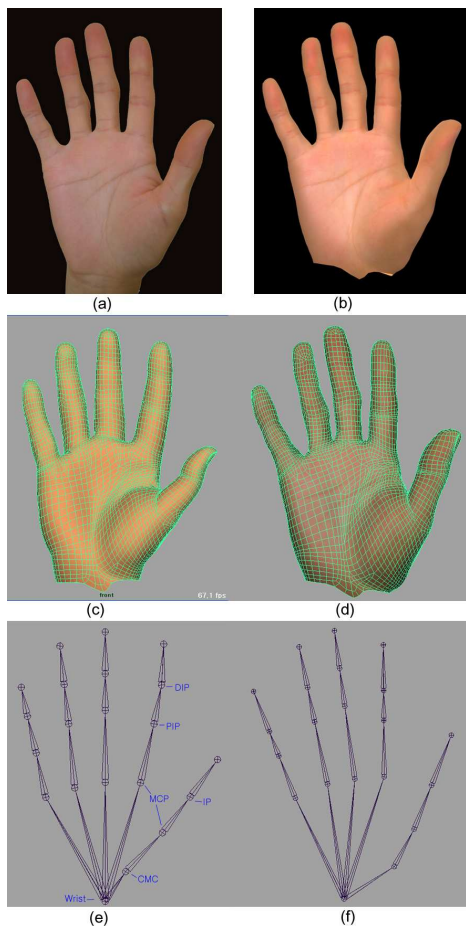 (a)
(b)
front
67,1 fps
(c)
(d)
DIP
PIP
MCP
IP
CMC
Wrist
(e)
(f)